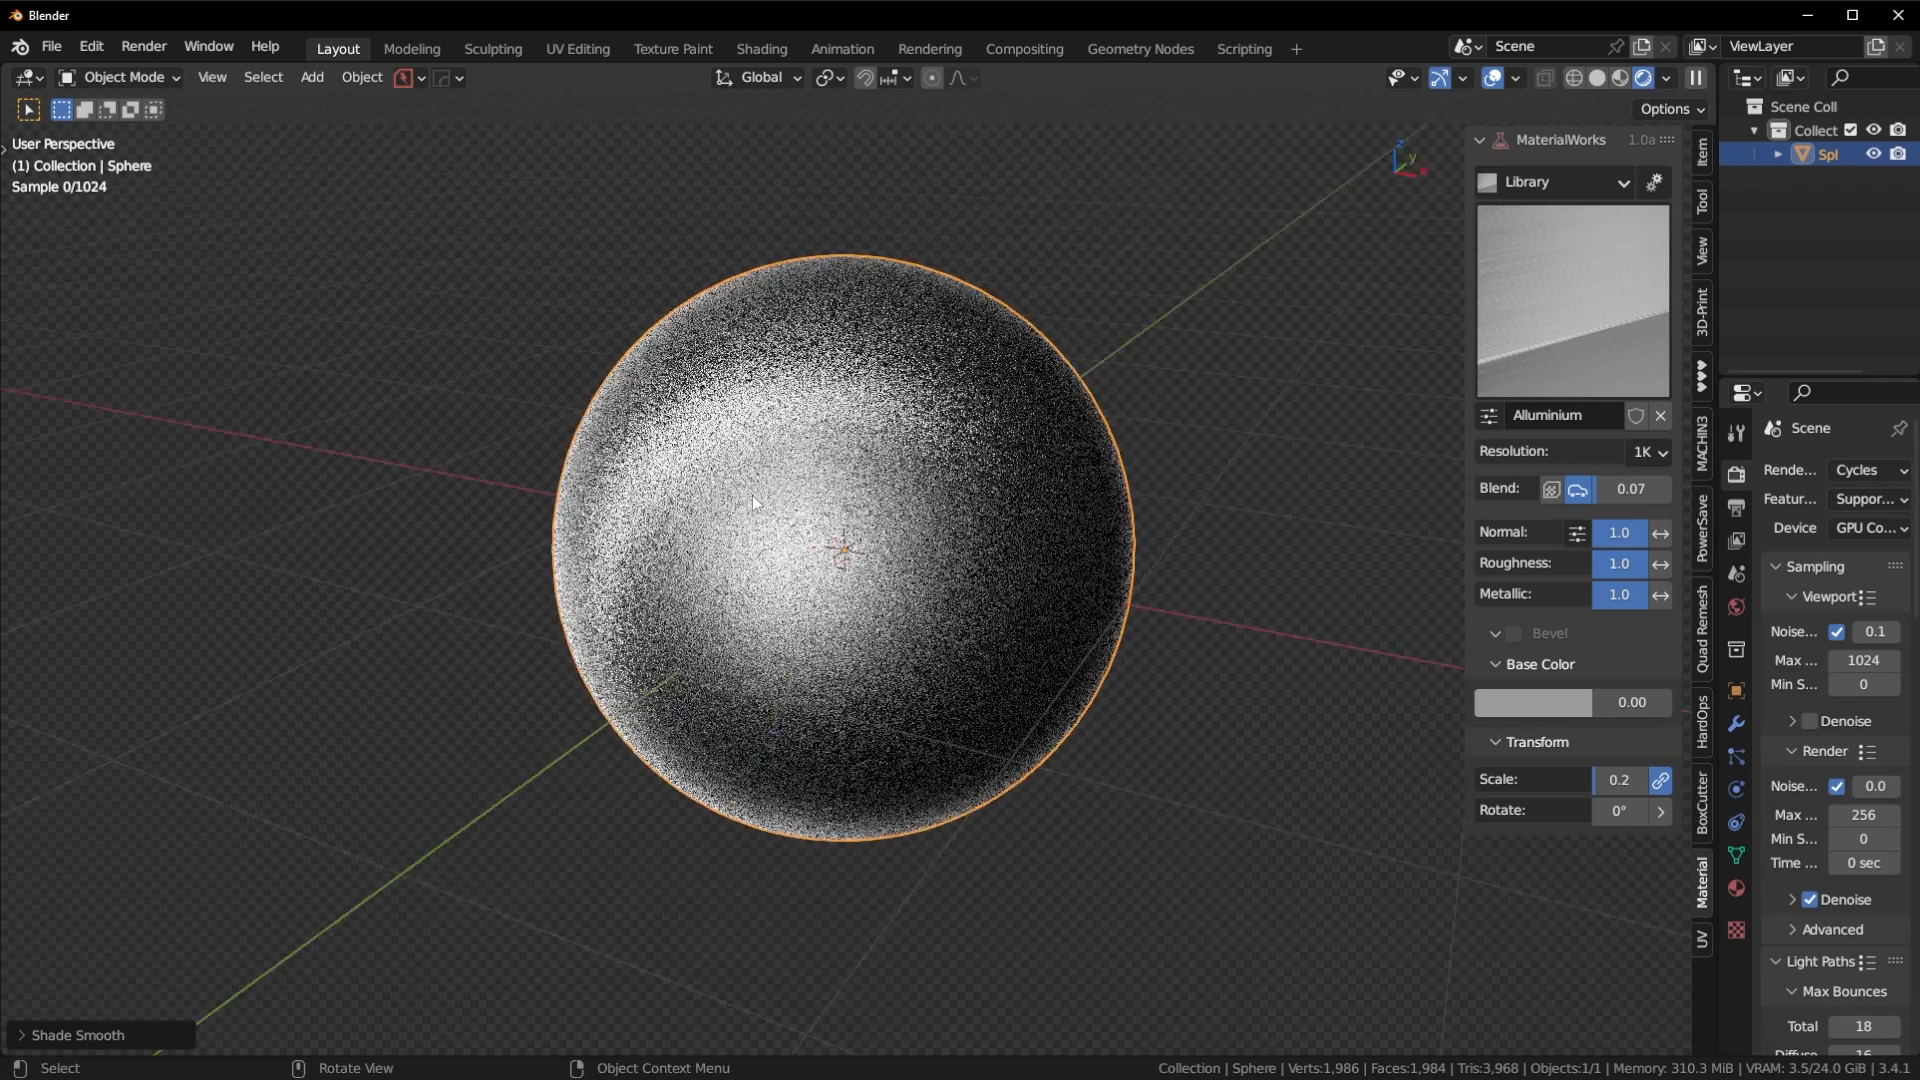 Blender
File Edit Render Window Help Layout Modeling Sculpting UV Editing Texture Paint Shading Animation Rendering Compositing Geometry Nodes Scripting + Scene ViewLayer
Object Mode View Select Add Object Global
Options
User Perspective
(1) Collection | Sphere
Sample 0/1024
Z
Y
MaterialWorks 1.0a
Library
Alluminium
Resolution: 1K
Blend: 0.07
Normal: 1.0
Roughness: 1.0
Metallic: 1.0
Bevel
Base Color
0.00
Transform
Scale: 0.2
Rotate: 0°
Item
Tool
View
3D-Print
♥♥♥
MACHIN3
PowerSave
Quad Remesh
HardOps
BoxCutter
Material
UV
Scene Coll
Collect
Spl
Scene
Rende... Cycles
Featur... Suppor...
Device GPU Co...
Sampling
Viewport
Noise... 0.1
Max ... 1024
Min S... 0
Denoise
Render
Noise... 0.0
Max ... 256
Min S... 0
Time ... 0 sec
Denoise
Advanced
Light Paths
Max Bounces
Total 18
Diffuse 16
Shade Smooth
Select Rotate View Object Context Menu Collection | Sphere | Verts:1,986 | Faces:1,984 | Tris:3,968 | Objects:1/1 | Memory: 310.3 MiB | VRAM: 3.5/24.0 GiB | 3.4.1